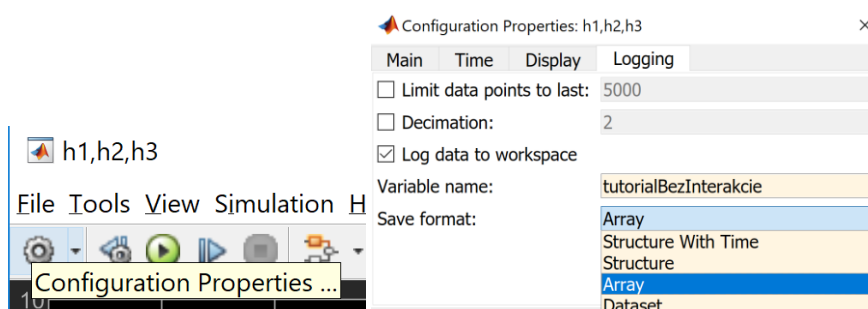 h1,h2,h3
File Tools View Simulation H
Configuration Properties ...
10
Configuration Properties: h1,h2,h3
Main Time Display Logging
Limit data points to last: 5000
Decimation: 2
Log data to workspace
Variable name: tutorialBezInterakcie
Save format: Array
Structure With Time
Structure
Array
Dataset